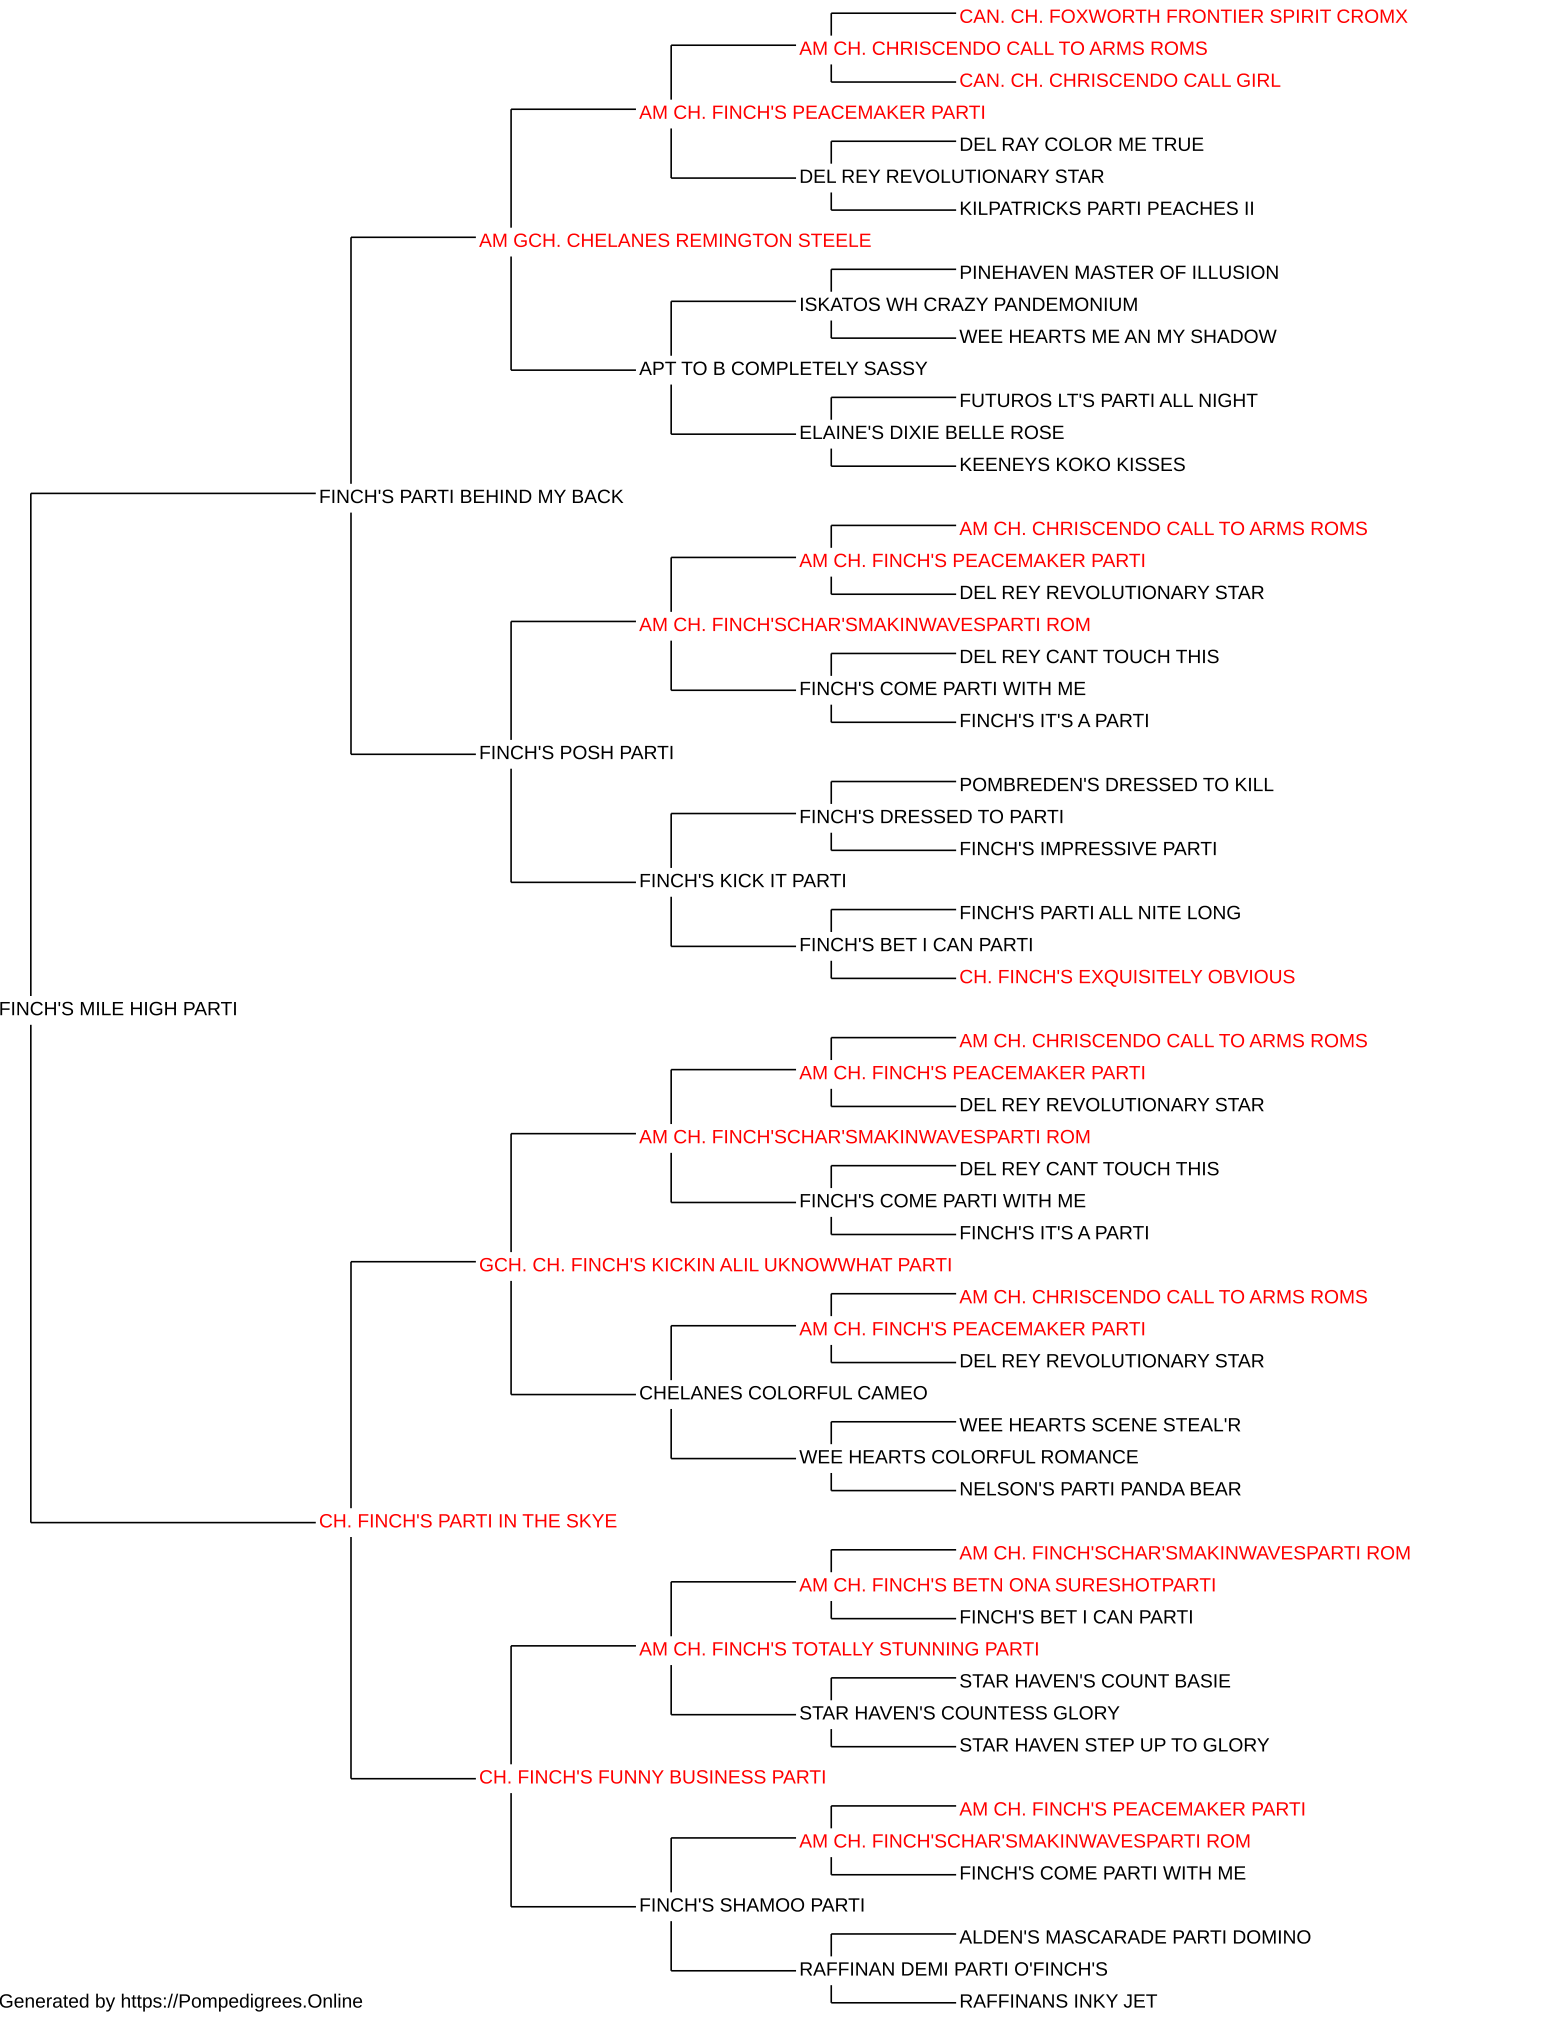 CAN. CH. FOXWORTH FRONTIER SPIRIT CROMX
AM CH. CHRISCENDO CALL TO ARMS ROMS
CAN. CH. CHRISCENDO CALL GIRL
AM CH. FINCH'S PEACEMAKER PARTI
DEL RAY COLOR ME TRUE
DEL REY REVOLUTIONARY STAR
KILPATRICKS PARTI PEACHES II
AM GCH. CHELANES REMINGTON STEELE
PINEHAVEN MASTER OF ILLUSION
ISKATOS WH CRAZY PANDEMONIUM
WEE HEARTS ME AN MY SHADOW
APT TO B COMPLETELY SASSY
FUTUROS LT'S PARTI ALL NIGHT
ELAINE'S DIXIE BELLE ROSE
KEENEYS KOKO KISSES
FINCH'S PARTI BEHIND MY BACK
AM CH. CHRISCENDO CALL TO ARMS ROMS
AM CH. FINCH'S PEACEMAKER PARTI
DEL REY REVOLUTIONARY STAR
AM CH. FINCH'SCHAR'SMAKINWAVESPARTI ROM
DEL REY CANT TOUCH THIS
FINCH'S COME PARTI WITH ME
FINCH'S IT'S A PARTI
FINCH'S POSH PARTI
POMBREDEN'S DRESSED TO KILL
FINCH'S DRESSED TO PARTI
FINCH'S IMPRESSIVE PARTI
FINCH'S KICK IT PARTI
FINCH'S PARTI ALL NITE LONG
FINCH'S BET I CAN PARTI
CH. FINCH'S EXQUISITELY OBVIOUS
FINCH'S MILE HIGH PARTI
AM CH. CHRISCENDO CALL TO ARMS ROMS
AM CH. FINCH'S PEACEMAKER PARTI
DEL REY REVOLUTIONARY STAR
AM CH. FINCH'SCHAR'SMAKINWAVESPARTI ROM
DEL REY CANT TOUCH THIS
FINCH'S COME PARTI WITH ME
FINCH'S IT'S A PARTI
GCH. CH. FINCH'S KICKIN ALIL UKNOWWHAT PARTI
AM CH. CHRISCENDO CALL TO ARMS ROMS
AM CH. FINCH'S PEACEMAKER PARTI
DEL REY REVOLUTIONARY STAR
CHELANES COLORFUL CAMEO
WEE HEARTS SCENE STEAL'R
WEE HEARTS COLORFUL ROMANCE
NELSON'S PARTI PANDA BEAR
CH. FINCH'S PARTI IN THE SKYE
AM CH. FINCH'SCHAR'SMAKINWAVESPARTI ROM
AM CH. FINCH'S BETN ONA SURESHOTPARTI
FINCH'S BET I CAN PARTI
AM CH. FINCH'S TOTALLY STUNNING PARTI
STAR HAVEN'S COUNT BASIE
STAR HAVEN'S COUNTESS GLORY
STAR HAVEN STEP UP TO GLORY
CH. FINCH'S FUNNY BUSINESS PARTI
AM CH. FINCH'S PEACEMAKER PARTI
AM CH. FINCH'SCHAR'SMAKINWAVESPARTI ROM
FINCH'S COME PARTI WITH ME
FINCH'S SHAMOO PARTI
ALDEN'S MASCARADE PARTI DOMINO
RAFFINAN DEMI PARTI O'FINCH'S
RAFFINANS INKY JET
Generated by https://Pompedigrees.Online